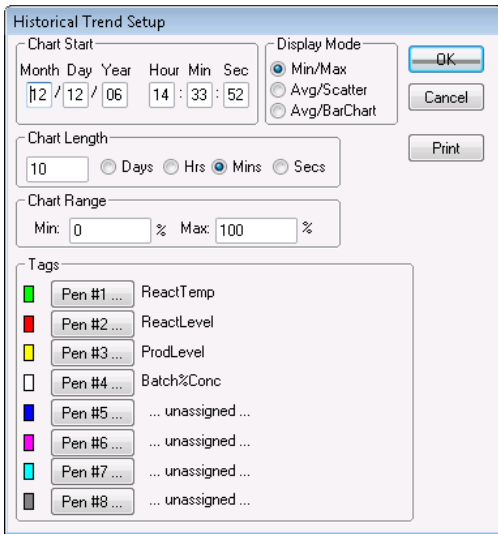 Historical Trend Setup
Chart Start
Month Day Year Hour Min Sec
12 / 12 / 06 14 : 33 : 52
Display Mode
Min/Max
Avg/Scatter
Avg/BarChart
OK
Cancel
Print
Chart Length
10 Days Hrs Mins Secs
Chart Range
Min: 0 % Max: 100 %
Tags
Pen #1 ... ReactTemp
Pen #2 ... ReactLevel
Pen #3 ... ProdLevel
Pen #4 ... Batch%Conc
Pen #5 ... ... unassigned ...
Pen #6 ... ... unassigned ...
Pen #7 ... ... unassigned ...
Pen #8 ... ... unassigned ...